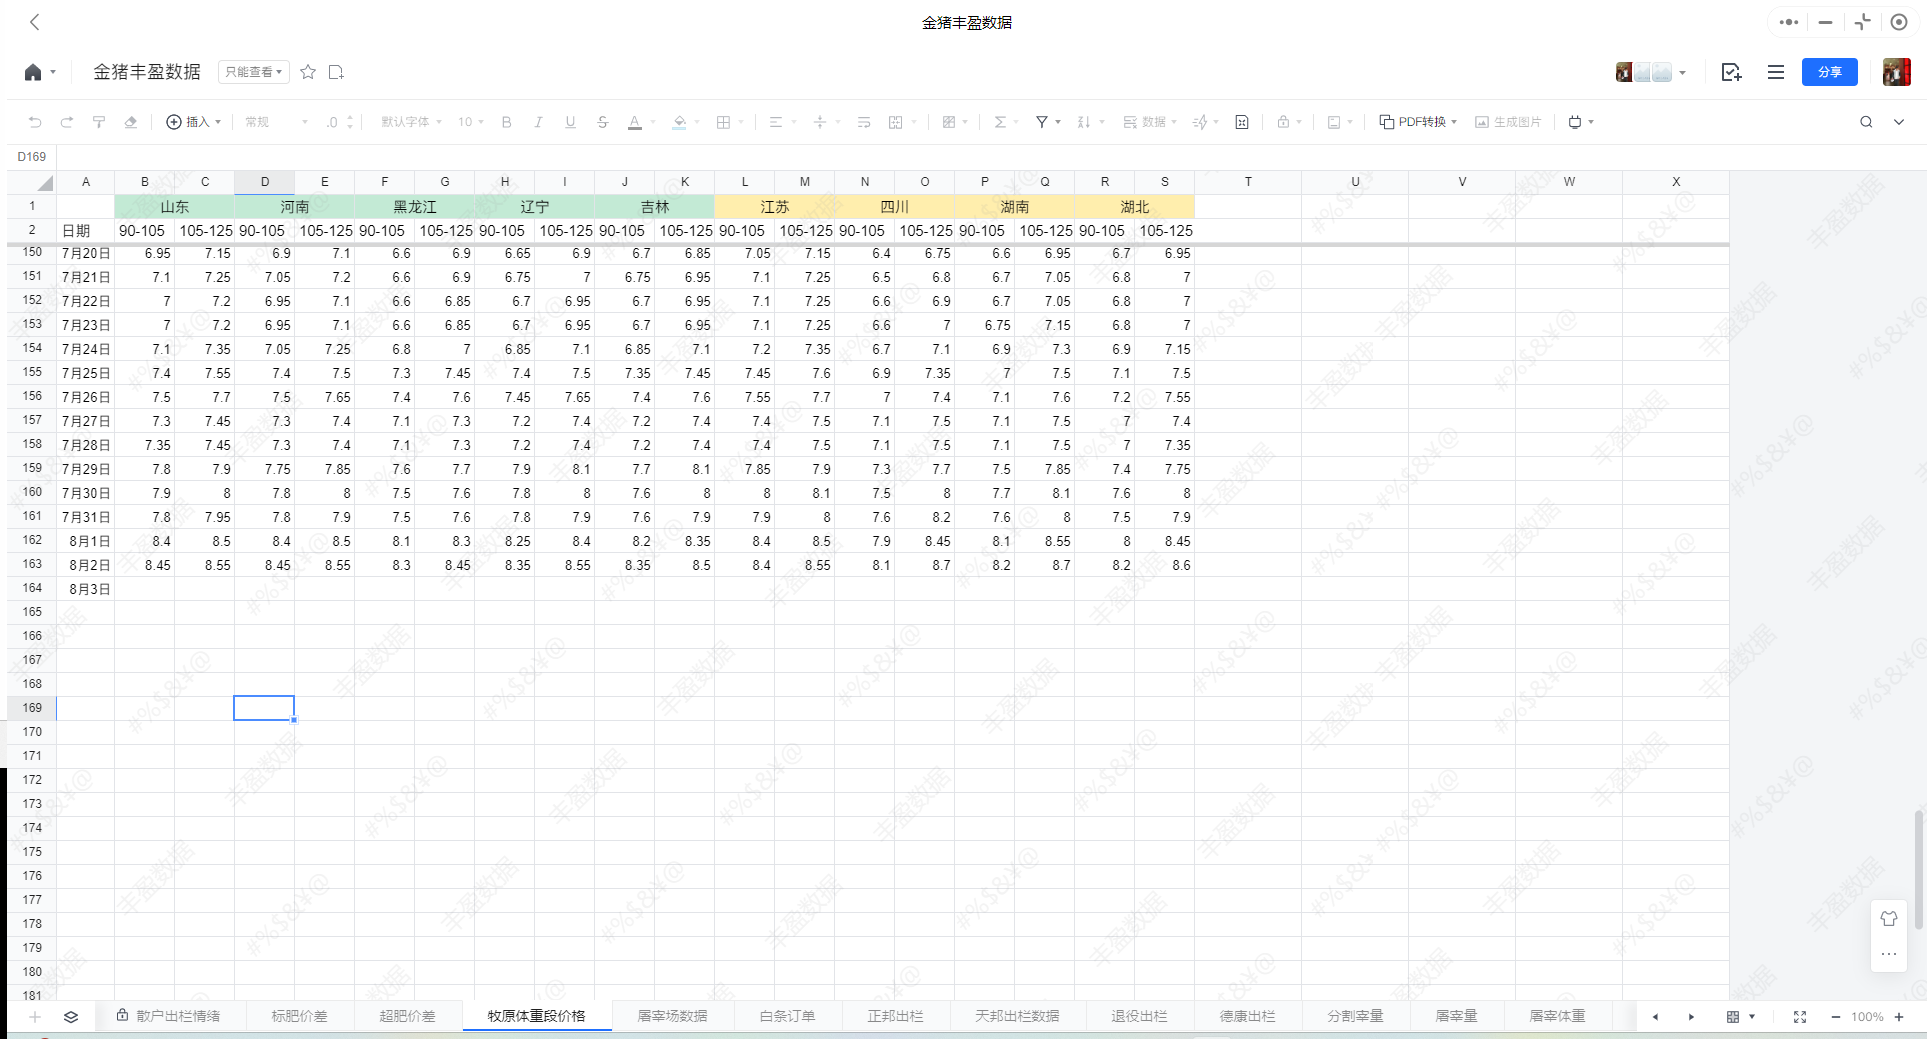 金猪丰盈数据
金猪丰盈数据 只能查看 分享
插入 常规 .0 默认字体 10 B I U S A 数据 PDF转换 生成图片
D169
A B C D E F G H I J K L M N O P Q R S T U V W X
1 山东 河南 黑龙江 辽宁 吉林 江苏 四川 湖南 湖北
2 日期 90-105 105-125 90-105 105-125 90-105 105-125 90-105 105-125 90-105 105-125 90-105 105-125 90-105 105-125 90-105 105-125 90-105 105-125
150 7月20日 6.95 7.15 6.9 7.1 6.6 6.9 6.65 6.9 6.7 6.85 7.05 7.15 6.4 6.75 6.6 6.95 6.7 6.95
151 7月21日 7.1 7.25 7.05 7.2 6.6 6.9 6.75 7 6.75 6.95 7.1 7.25 6.5 6.8 6.7 7.05 6.8 7
152 7月22日 7 7.2 6.95 7.1 6.6 6.85 6.7 6.95 6.7 6.95 7.1 7.25 6.6 6.9 6.7 7.05 6.8 7
153 7月23日 7 7.2 6.95 7.1 6.6 6.85 6.7 6.95 6.7 6.95 7.1 7.25 6.6 7 6.75 7.15 6.8 7
154 7月24日 7.1 7.35 7.05 7.25 6.8 7 6.85 7.1 6.85 7.1 7.2 7.35 6.7 7.1 6.9 7.3 6.9 7.15
155 7月25日 7.4 7.55 7.4 7.5 7.3 7.45 7.4 7.5 7.35 7.45 7.45 7.6 6.9 7.35 7 7.5 7.1 7.5
156 7月26日 7.5 7.7 7.5 7.65 7.4 7.6 7.45 7.65 7.4 7.6 7.55 7.7 7 7.4 7.1 7.6 7.2 7.55
157 7月27日 7.3 7.45 7.3 7.4 7.1 7.3 7.2 7.4 7.2 7.4 7.4 7.5 7.1 7.5 7.1 7.5 7 7.4
158 7月28日 7.35 7.45 7.3 7.4 7.1 7.3 7.2 7.4 7.2 7.4 7.4 7.5 7.1 7.5 7.1 7.5 7 7.35
159 7月29日 7.8 7.9 7.75 7.85 7.6 7.7 7.9 8.1 7.7 8.1 7.85 7.9 7.3 7.7 7.5 7.85 7.4 7.75
160 7月30日 7.9 8 7.8 8 7.5 7.6 7.8 8 7.6 8 8 8.1 7.5 8 7.7 8.1 7.6 8
161 7月31日 7.8 7.95 7.8 7.9 7.5 7.6 7.8 7.9 7.6 7.9 7.9 8 7.6 8.2 7.6 8 7.5 7.9
162 8月1日 8.4 8.5 8.4 8.5 8.1 8.3 8.25 8.4 8.2 8.35 8.4 8.5 7.9 8.45 8.1 8.55 8 8.45
163 8月2日 8.45 8.55 8.45 8.55 8.3 8.45 8.35 8.55 8.35 8.5 8.4 8.55 8.1 8.7 8.2 8.7 8.2 8.6
164 8月3日
165
166
167
168
169
170
171
172
173
174
175
176
177
178
179
180
181
散户出栏情绪 标肥价差 超肥价差 牧原体重段价格 屠宰场数据 白条订单 正邦出栏 天邦出栏数据 退役出栏 德康出栏 分割宰量 屠宰量 屠宰体重 100%